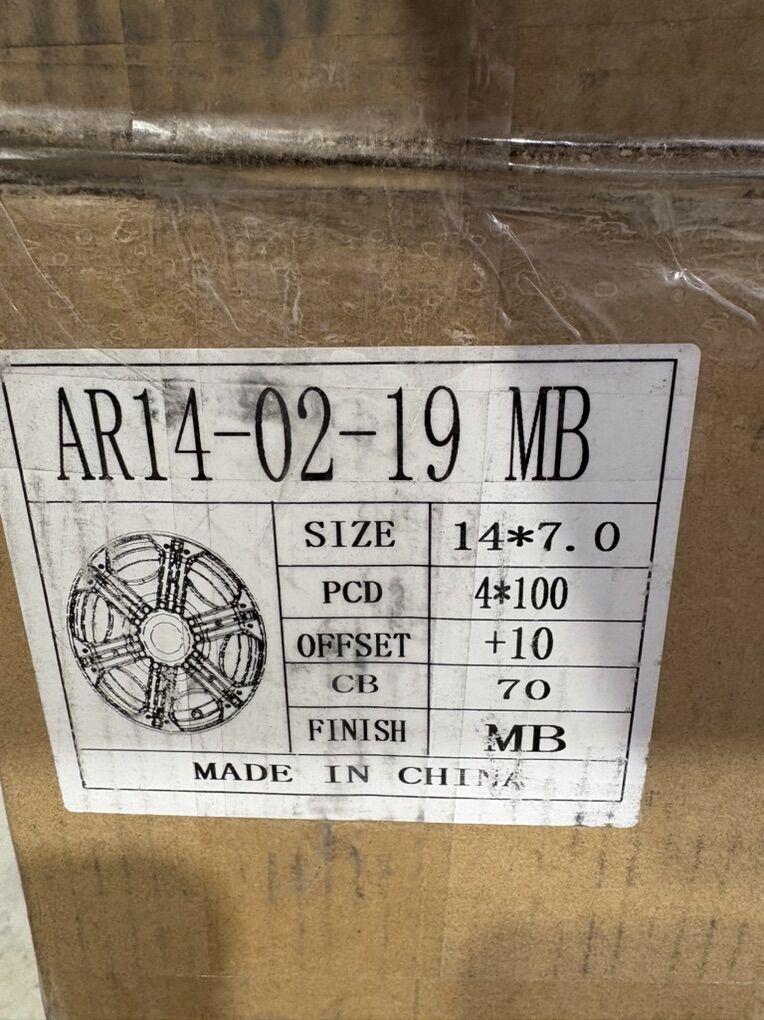 AR14-02-19 MB
SIZE 14*7.0
PCD 4*100
OFFSET +10
CB 70
FINISH MB
MADE IN CHINA